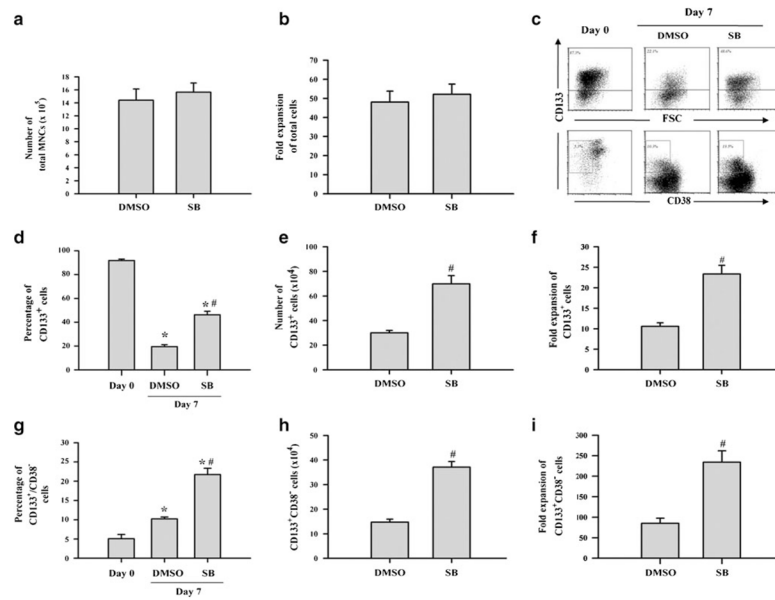 a
Number of
total MNCs (x 10⁵)
18
16
14
12
10
8
6
4
2
0
DMSO
SB
b
Fold expansion
of total cells
80
70
60
50
40
30
20
10
0
DMSO
SB
c
Day 7
Day 0
DMSO
SB
CD133
FSC
CD38
d
Percentage of
CD133⁺ cells
100
80
60
40
20
0
*
* #
Day 0
DMSO
SB
Day 7
e
Number of
CD133⁺ cells (x10⁴)
100
80
60
40
20
0
#
DMSO
SB
f
Fold expansion of
CD133⁺ cells
30
25
20
15
10
5
0
#
DMSO
SB
g
Percentage of
CD133⁺/CD38⁻
cells
25
20
15
10
5
0
*
* #
Day 0
DMSO
SB
Day 7
h
CD133⁺CD38⁻ cells (x10⁴)
50
40
30
20
10
0
#
DMSO
SB
i
Fold expansion of
CD133⁺CD38⁻ cells
300
250
200
150
100
50
0
#
DMSO
SB